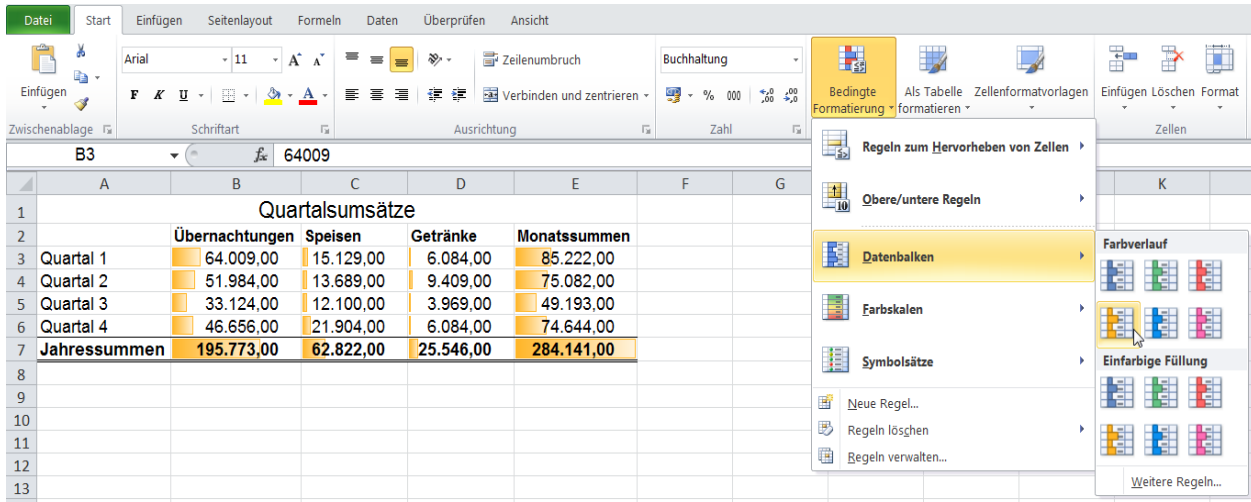 Datei Start Einfügen Seitenlayout Formeln Daten Überprüfen Ansicht
Arial 11 A A Zeilenumbruch Buchhaltung
Einfügen F K U A Verbinden und zentrieren % 000 Bedingte Formatierung Als Tabelle formatieren Zellenformatvorlagen Einfügen Löschen Format
Zwischenablage Schriftart Ausrichtung Zahl Zellen
B3 fx 64009
A B C D E F G K
1 Quartalsumsätze
2 Übernachtungen Speisen Getränke Monatssummen
3 Quartal 1 64.009,00 15.129,00 6.084,00 85.222,00
4 Quartal 2 51.984,00 13.689,00 9.409,00 75.082,00
5 Quartal 3 33.124,00 12.100,00 3.969,00 49.193,00
6 Quartal 4 46.656,00 21.904,00 6.084,00 74.644,00
7 Jahressummen 195.773,00 62.822,00 25.546,00 284.141,00
8
9
10
11
12
13
Regeln zum Hervorheben von Zellen
10 Obere/untere Regeln
Datenbalken
Farbskalen
Symbolsätze
Neue Regel...
Regeln löschen
Regeln verwalten...
Farbverlauf
Einfarbige Füllung
Weitere Regeln...